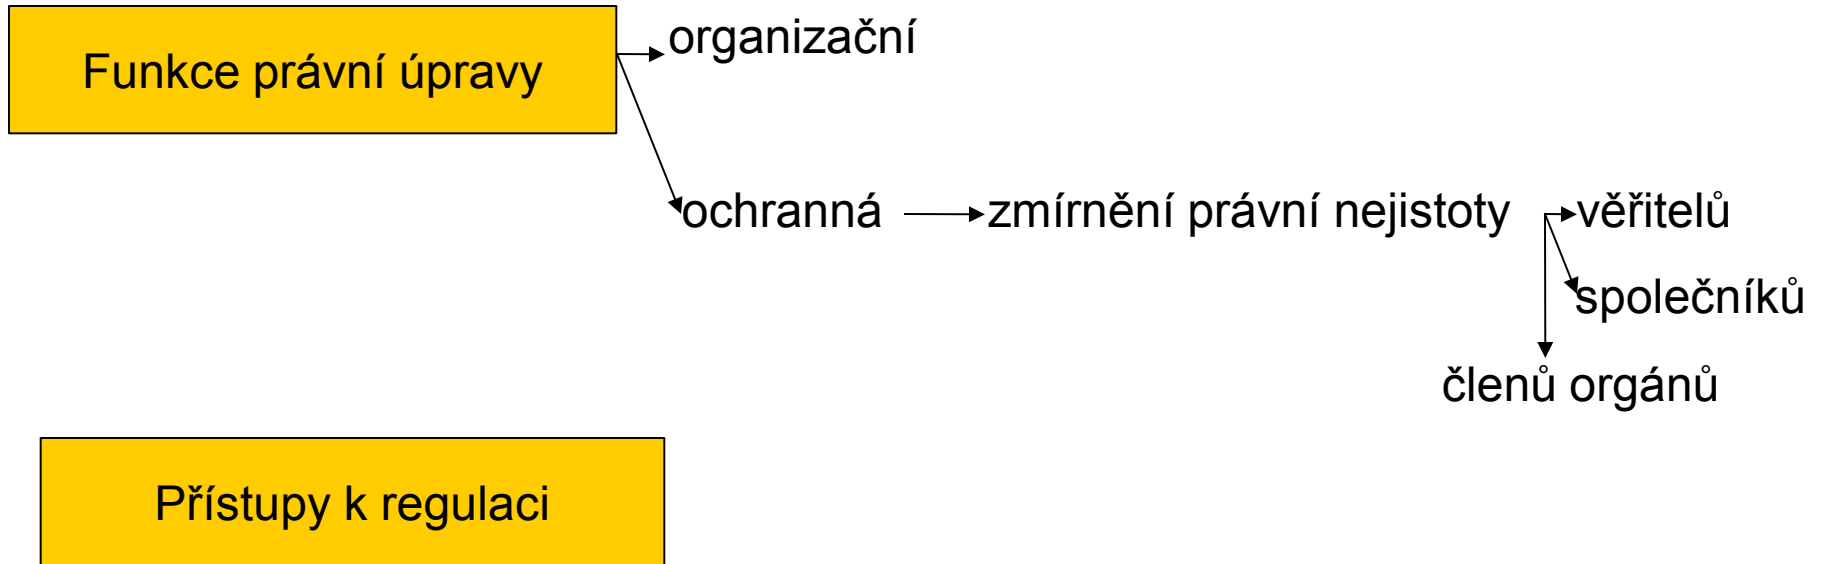 Funkce právní úpravy
organizační
ochranná
zmírnění právní nejistoty
věřitelů
společníků
členů orgánů
Přístupy k regulaci